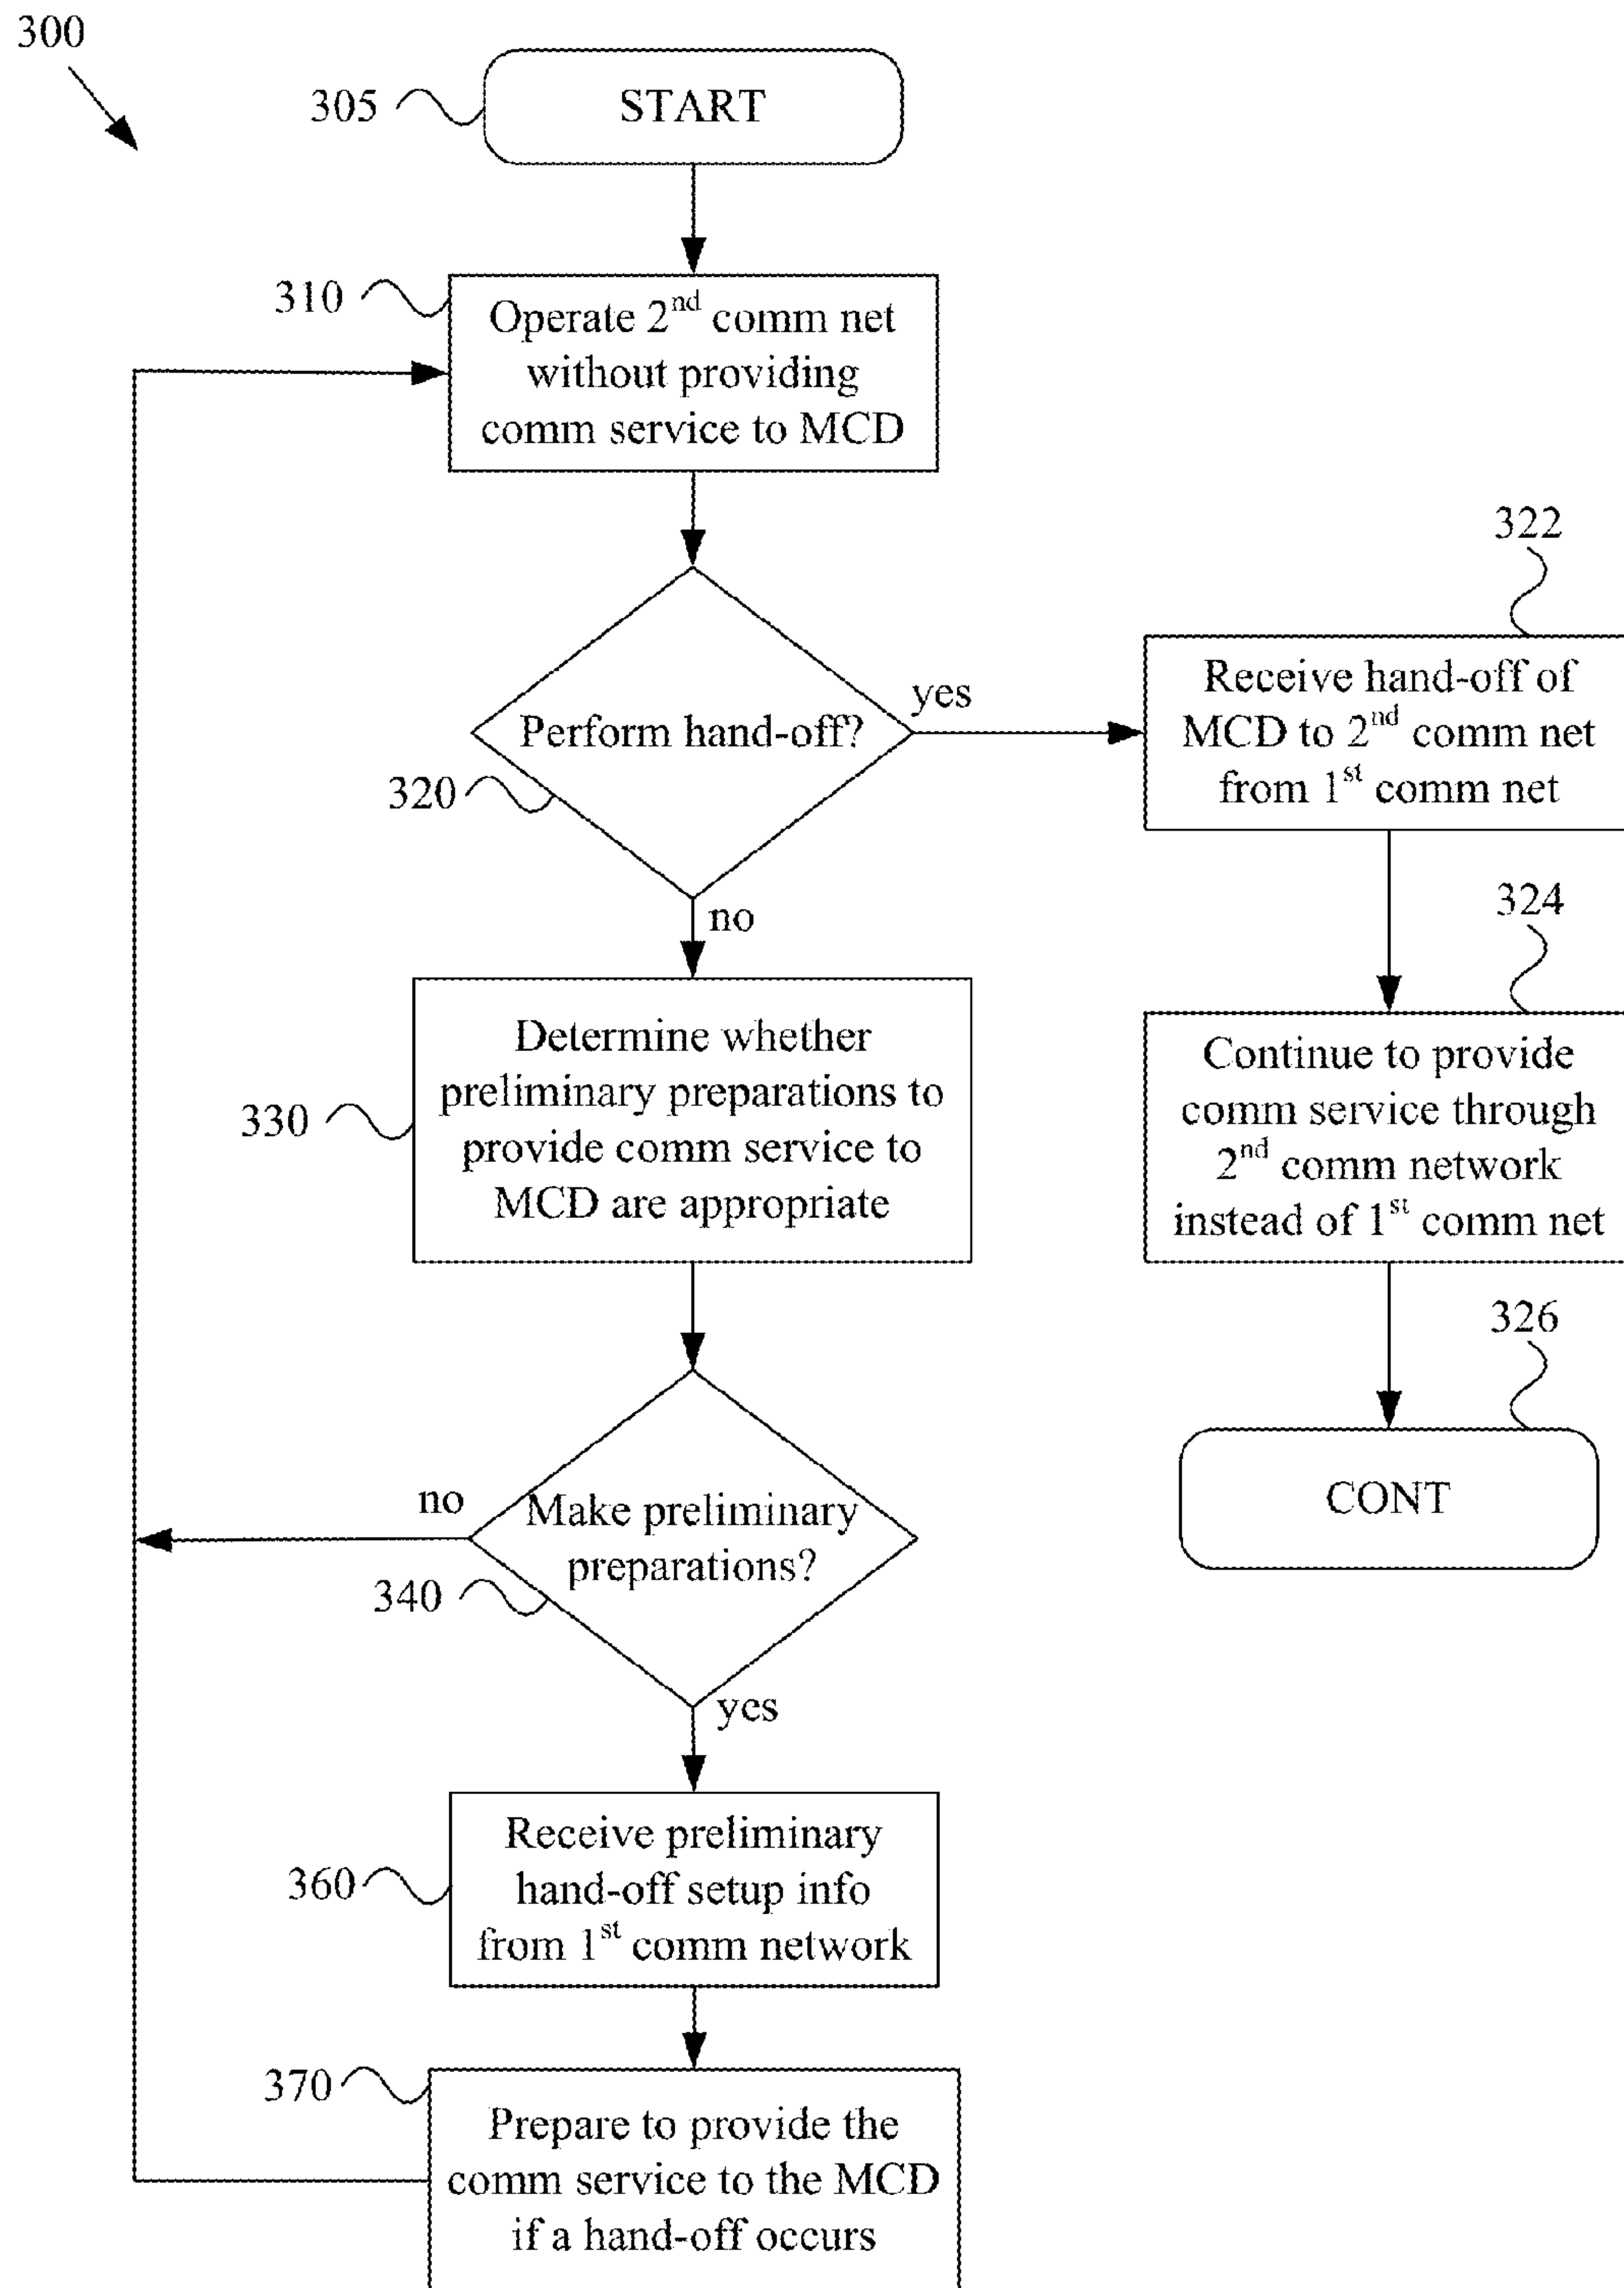 300
305
START
310
Operate 2nd comm net
without providing
comm service to MCD
322
Receive hand-off of
MCD to 2nd comm net
from 1st comm net
yes
Perform hand-off?
320
no
324
Continue to provide
comm service through
2nd comm network
instead of 1st comm net
330
Determine whether
preliminary preparations to
provide comm service to
MCD are appropriate
326
CONT
no
Make preliminary
preparations?
340
yes
360
Receive preliminary
hand-off setup info
from 1st comm network
370
Prepare to provide the
comm service to the MCD
if a hand-off occurs